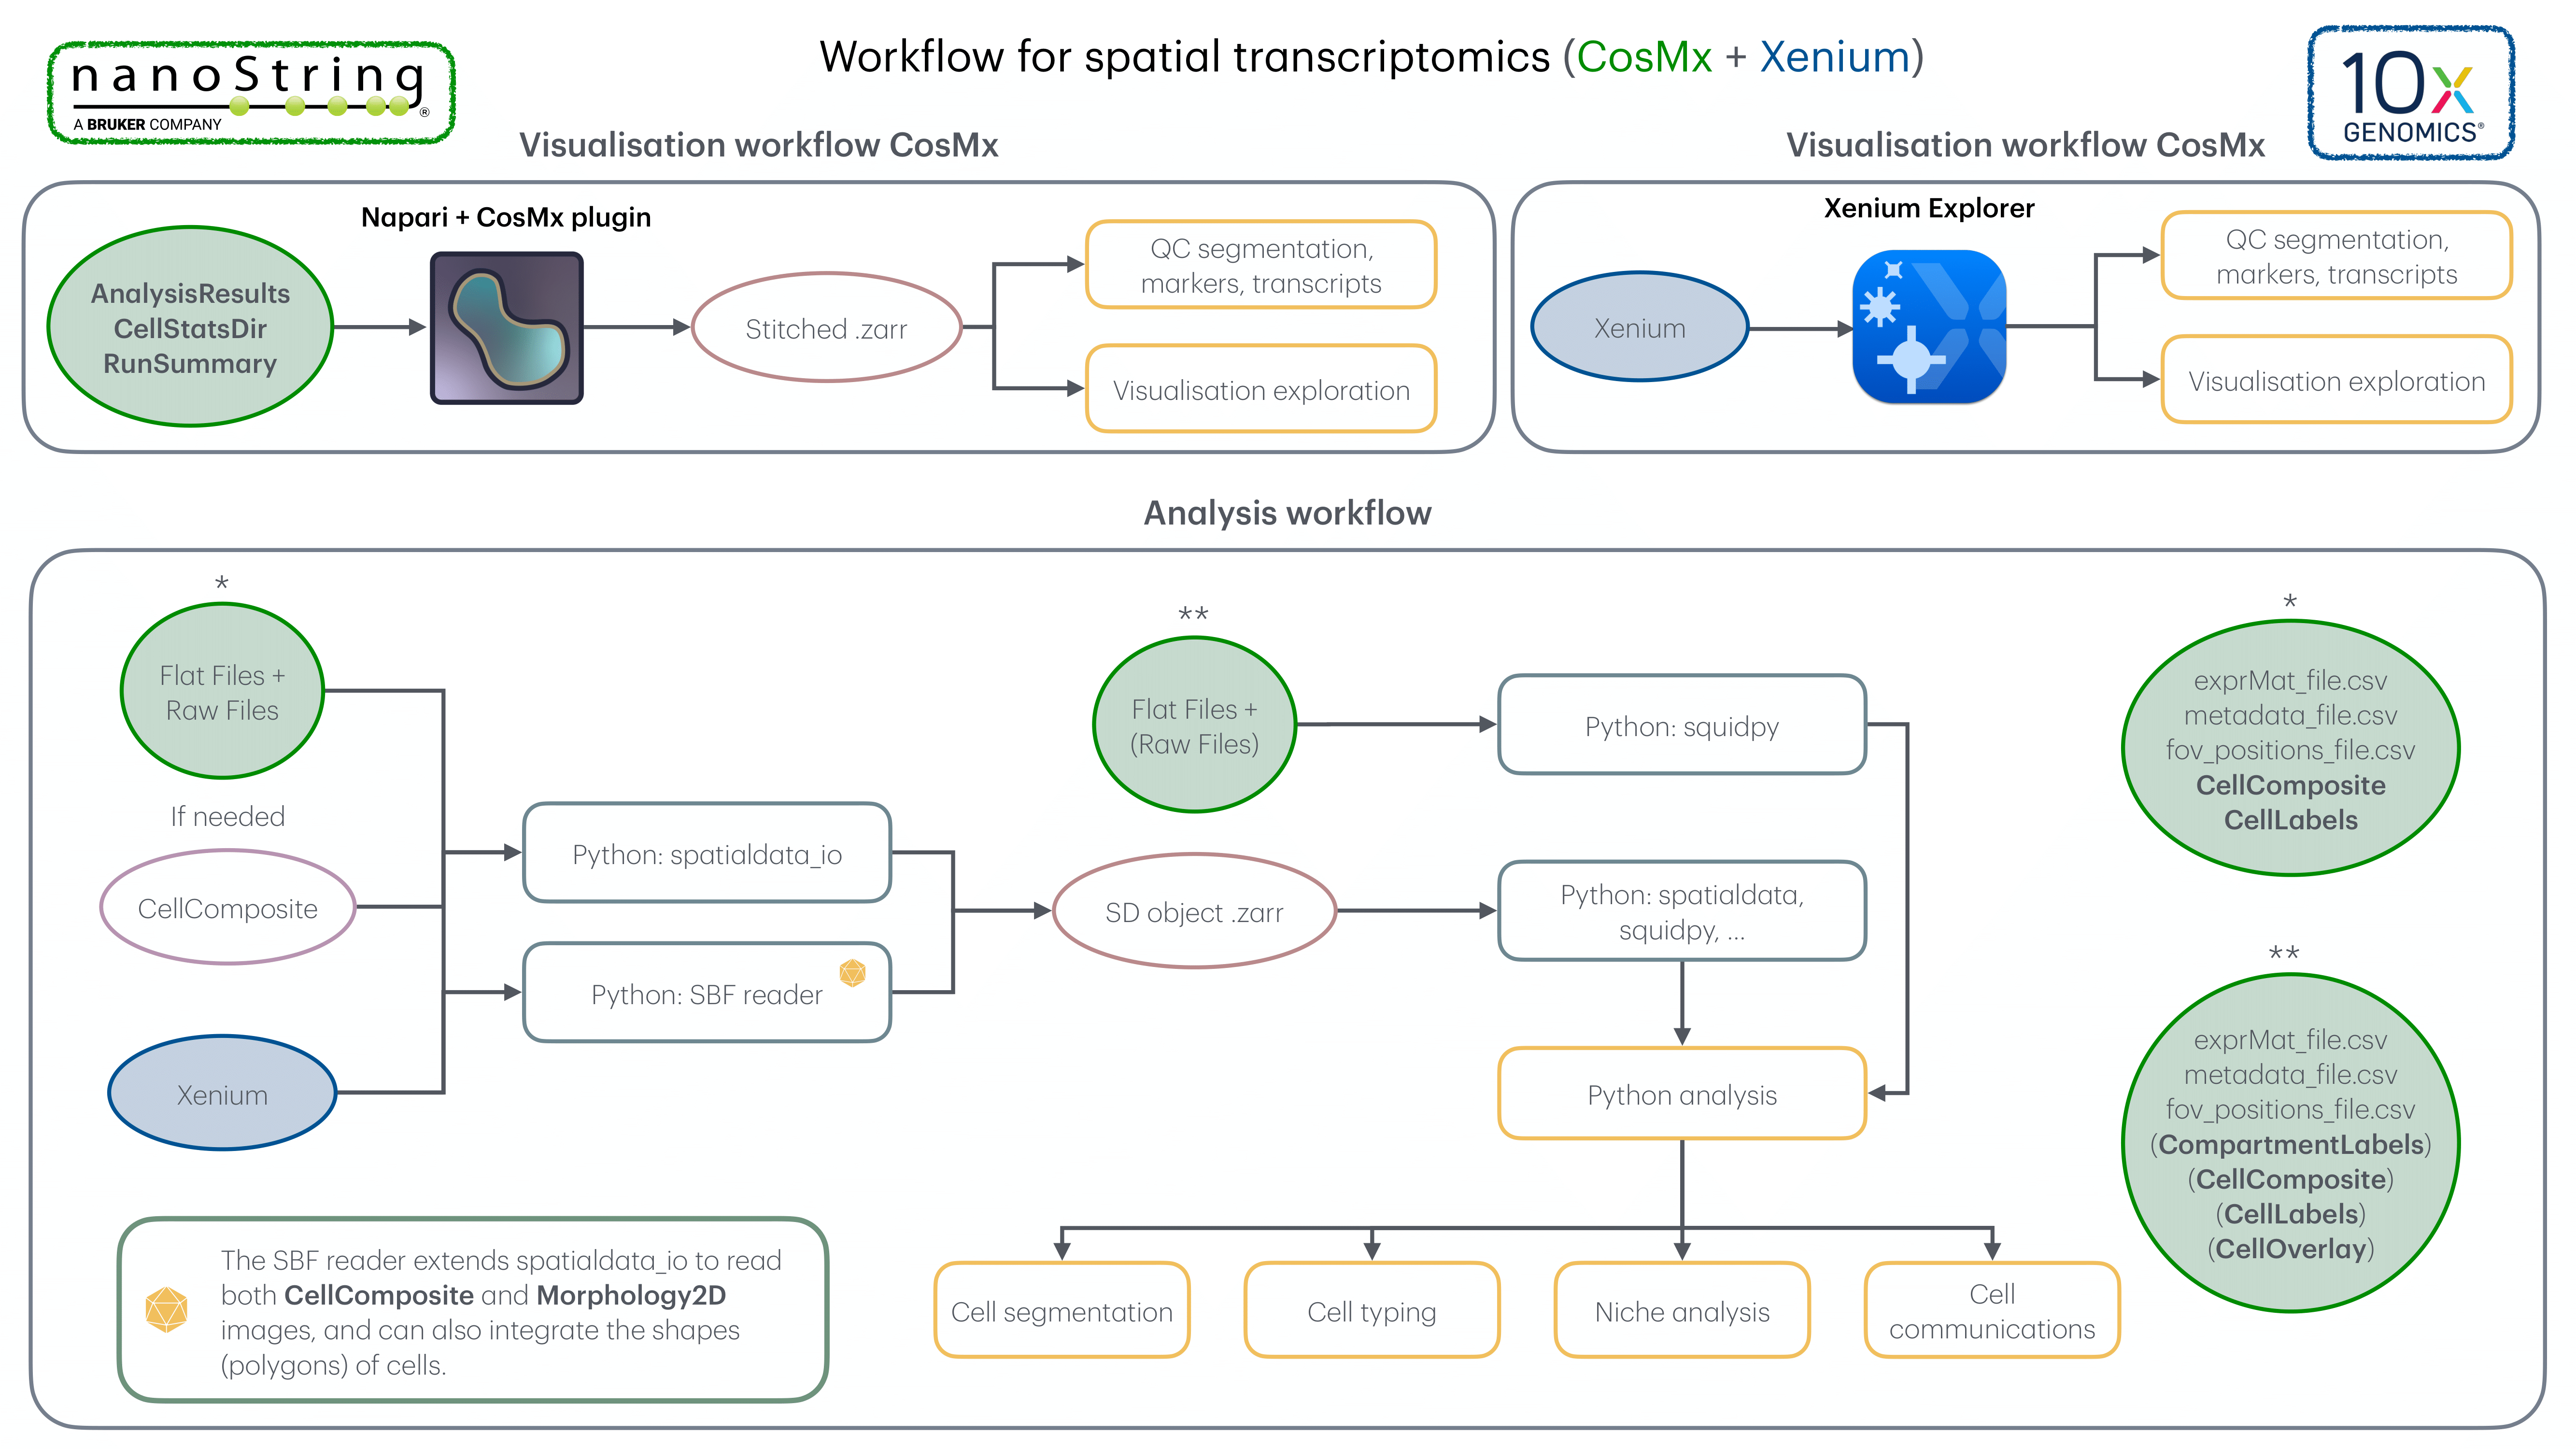 nanoString®
A BRUKER COMPANY
Workflow for spatial transcriptomics (CosMx + Xenium)
10x
GENOMICS®
Visualisation workflow CosMx
Visualisation workflow CosMx
Napari + CosMx plugin
AnalysisResults
CellStatsDir
RunSummary
Stitched .zarr
QC segmentation,
markers, transcripts
Visualisation exploration
Xenium Explorer
Xenium
QC segmentation,
markers, transcripts
Visualisation exploration
Analysis workflow
*
Flat Files +
Raw Files
If needed
CellComposite
Xenium
Python: spatialdata_io
Python: SBF reader
**
Flat Files +
(Raw Files)
SD object .zarr
Python: squidpy
Python: spatialdata,
squidpy, ...
Python analysis
Cell segmentation
Cell typing
Niche analysis
Cell
communications
*
exprMat_file.csv
metadata_file.csv
fov_positions_file.csv
CellComposite
CellLabels
**
exprMat_file.csv
metadata_file.csv
fov_positions_file.csv
(CompartmentLabels)
(CellComposite)
(CellLabels)
(CellOverlay)
The SBF reader extends spatialdata_io to read
both CellComposite and Morphology2D
images, and can also integrate the shapes
(polygons) of cells.